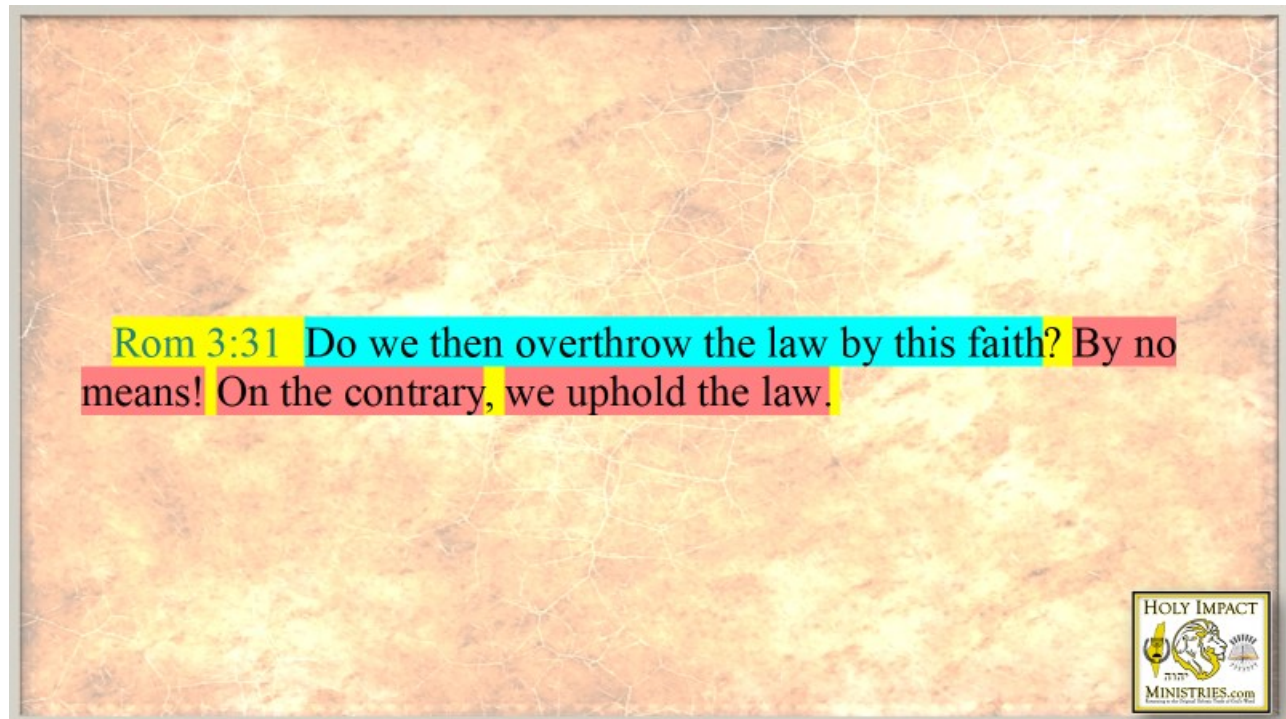 Rom 3:31 Do we then overthrow the law by this faith? By no
means! On the contrary, we uphold the law.
HOLY IMPACT
יהוה
MINISTRIES.com